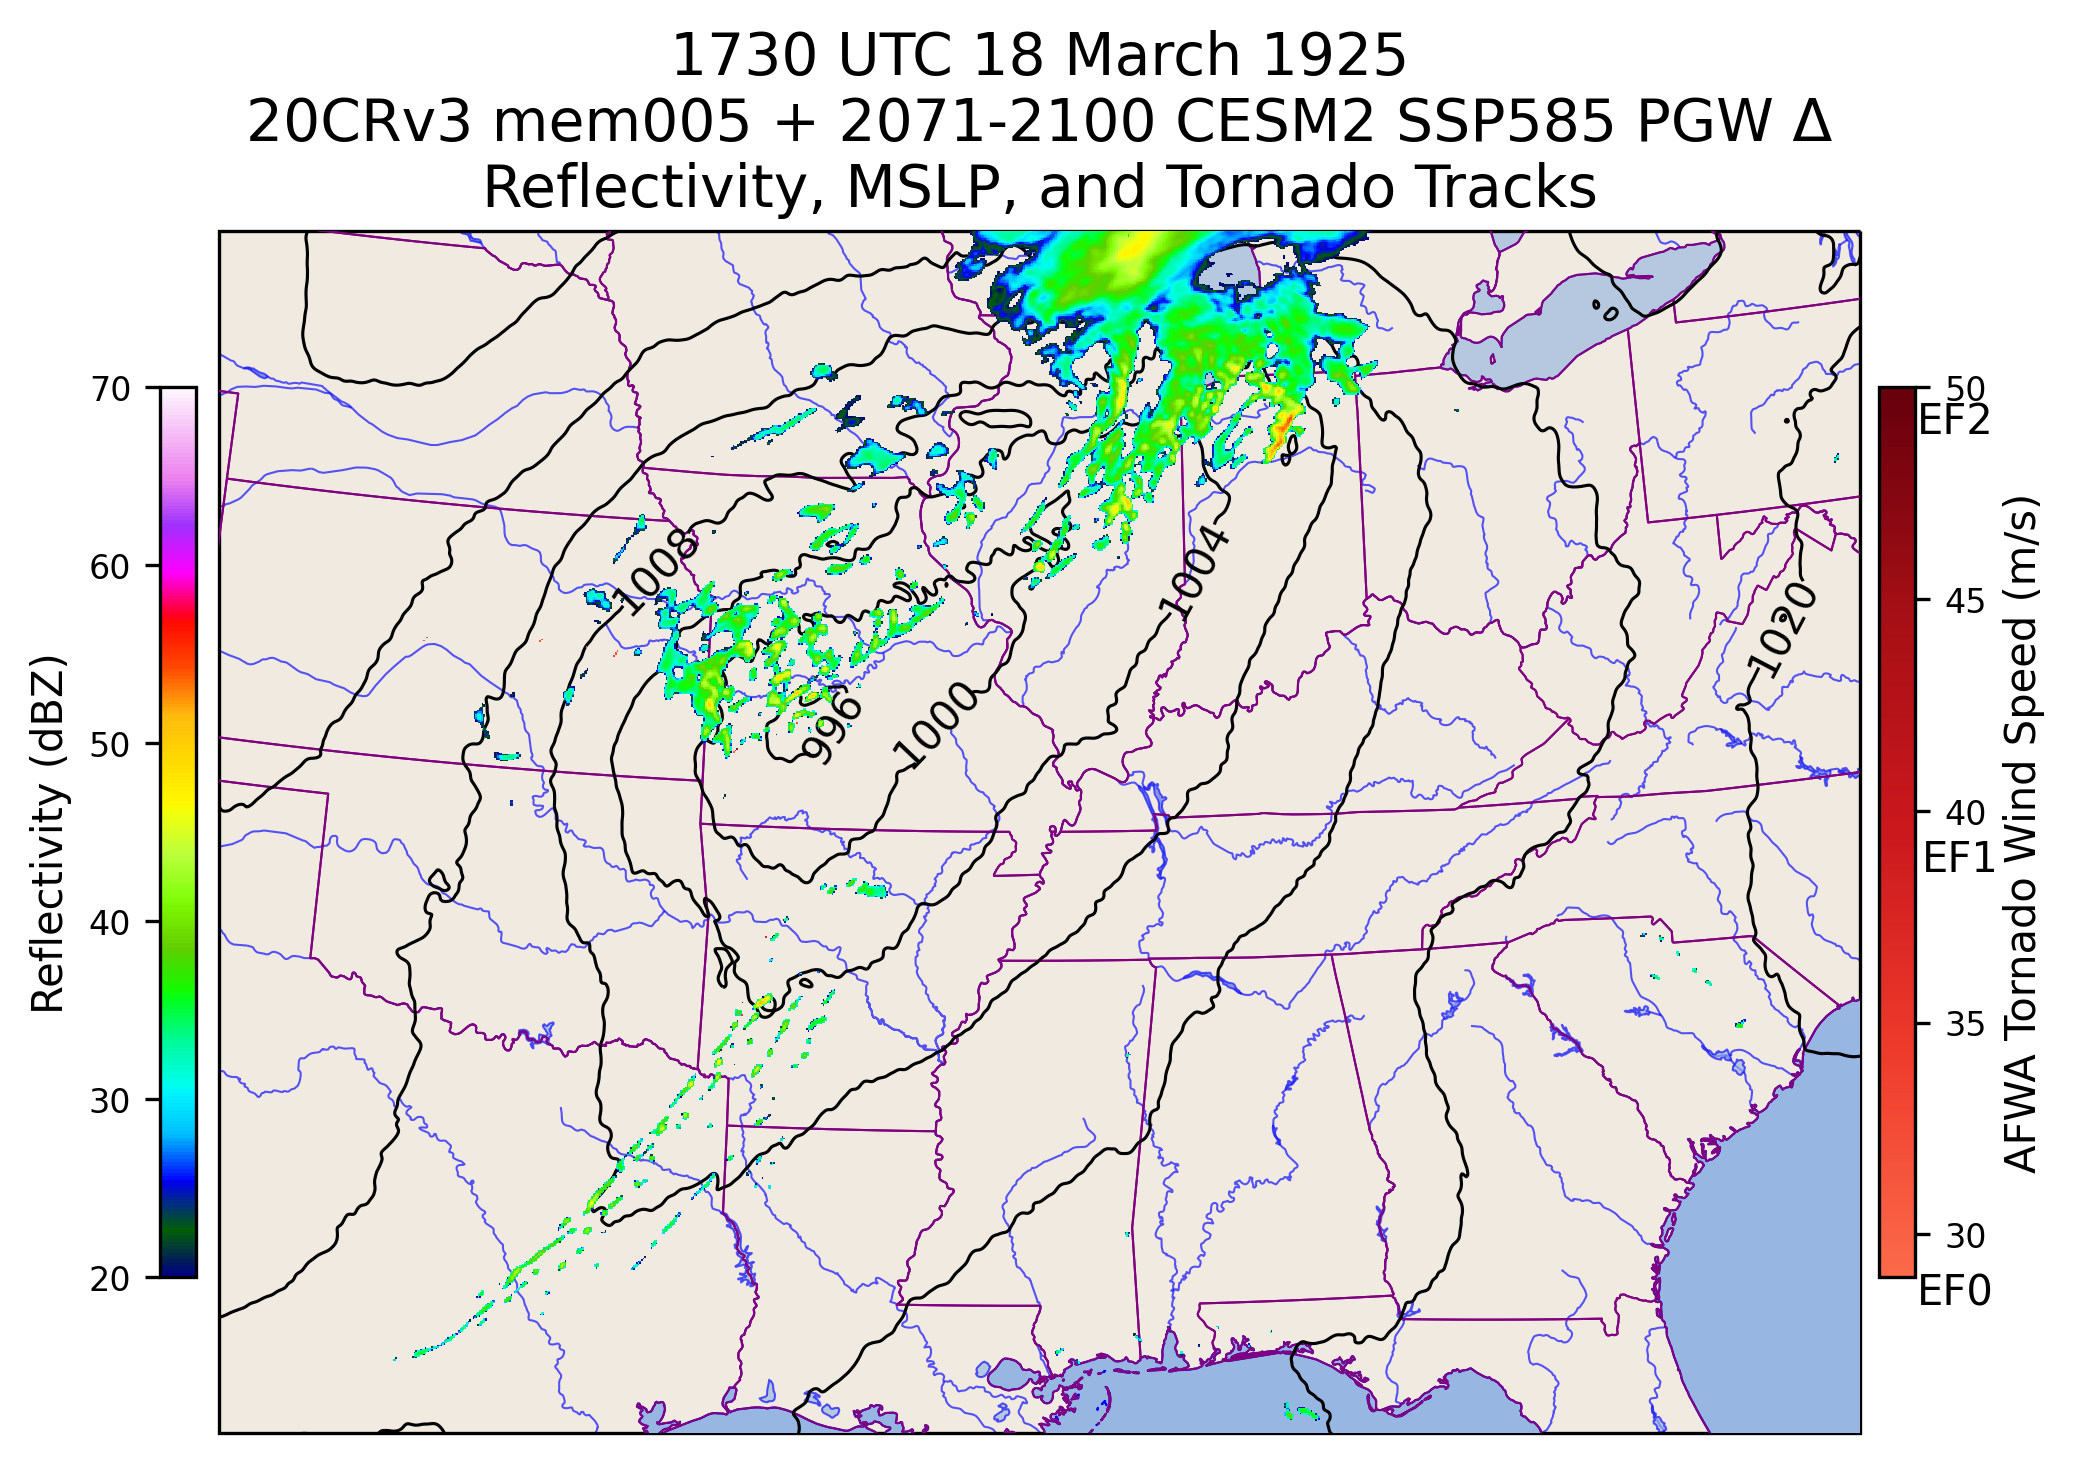 1730 UTC 18 March 1925
20CRv3 mem005 + 2071-2100 CESM2 SSP585 PGW Δ
Reflectivity, MSLP, and Tornado Tracks
Reflectivity (dBZ)
70
60
50
40
30
20
1008
1004
1020
996
1000
50
EF2
45
40
EF1
35
30
EF0
AFWA Tornado Wind Speed (m/s)